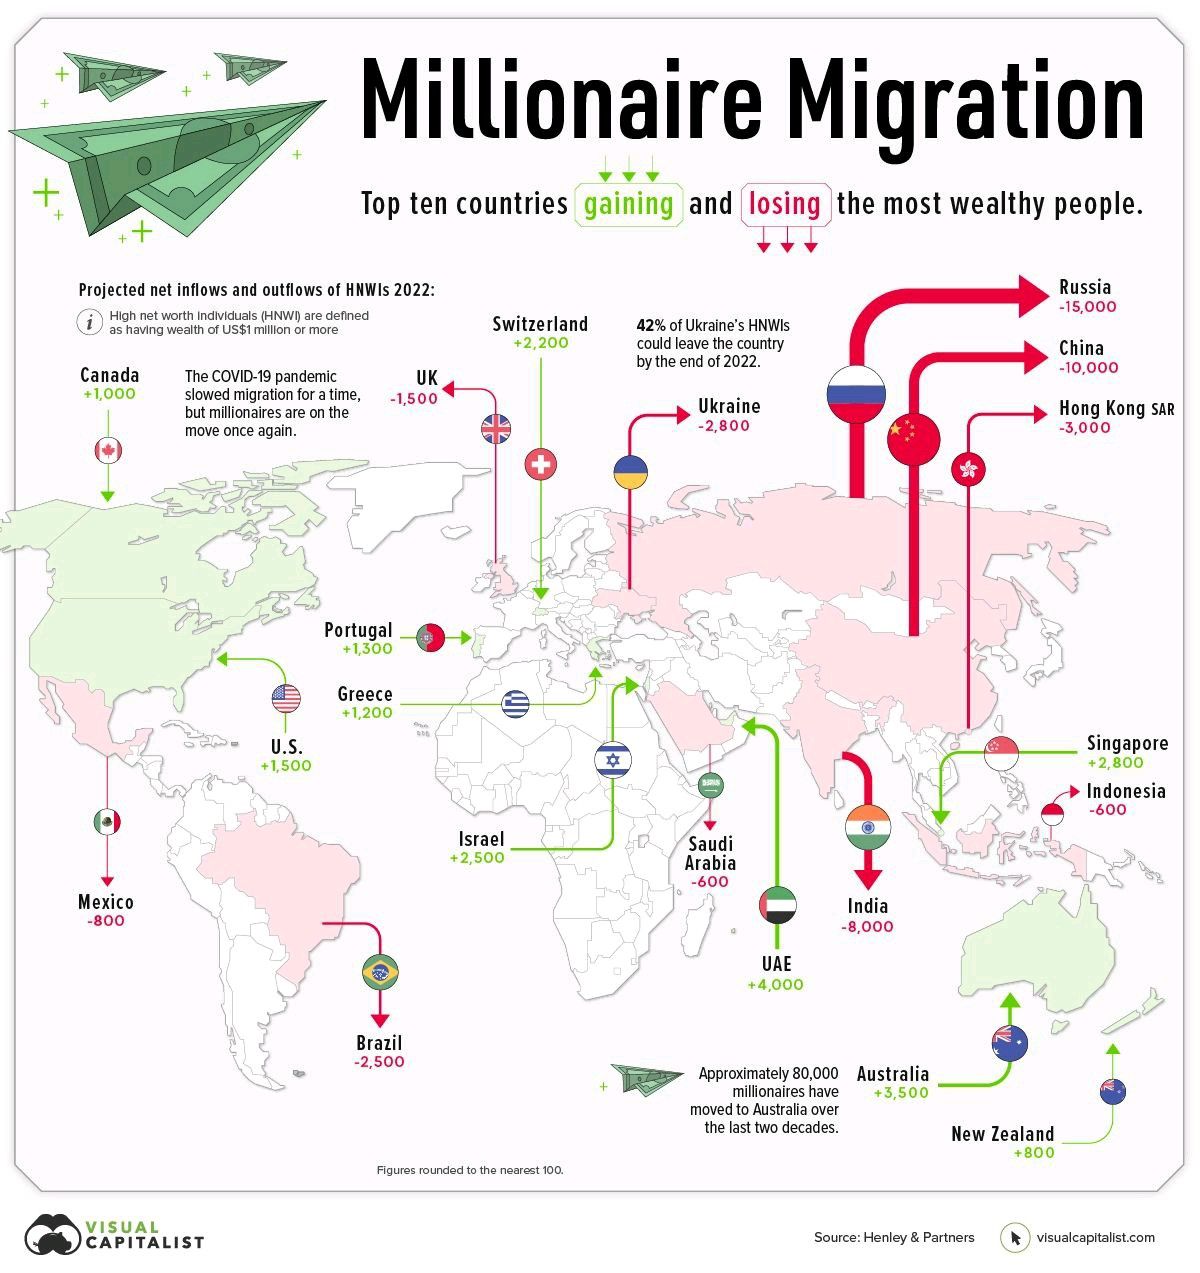 Millionaire Migration
Top ten countries gaining and losing the most wealthy people.
Projected net inflows and outflows of HNWIs 2022:
i
High net worth individuals (HNWI) are defined
as having wealth of US$1 million or more
Canada
+1,000
The COVID-19 pandemic
slowed migration for a time,
but millionaires are on the
move once again.
UK
-1,500
Switzerland
+2,200
42% of Ukraine's HNWIs
could leave the country
by the end of 2022.
Ukraine
-2,800
Russia
-15,000
China
-10,000
Hong Kong SAR
-3,000
Portugal
+1,300
Greece
+1,200
U.S.
+1,500
Israel
+2,500
Mexico
-800
Brazil
-2,500
Saudi
Arabia
-600
UAE
+4,000
India
-8,000
Singapore
+2,800
Indonesia
-600
Approximately 80,000
millionaires have
moved to Australia over
the last two decades.
Australia
+3,500
New Zealand
+800
Figures rounded to the nearest 100.
VISUAL
CAPITALIST
Source: Henley & Partners
visualcapitalist.com